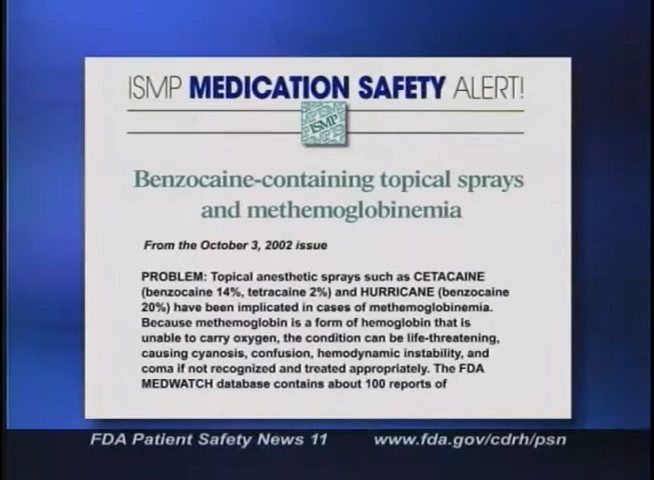 ISMP MEDICATION SAFETY ALERT!
ISMP
Benzocaine-containing topical sprays
and methemoglobinemia
From the October 3, 2002 issue
PROBLEM: Topical anesthetic sprays such as CETACAINE
(benzocaine 14%, tetracaine 2%) and HURRICANE (benzocaine
20%) have been implicated in cases of methemoglobinemia.
Because methemoglobin is a form of hemoglobin that is
unable to carry oxygen, the condition can be life-threatening,
causing cyanosis, confusion, hemodynamic instability, and
coma if not recognized and treated appropriately. The FDA
MEDWATCH database contains about 100 reports of
FDA Patient Safety News 11 www.fda.gov/cdrh/psn